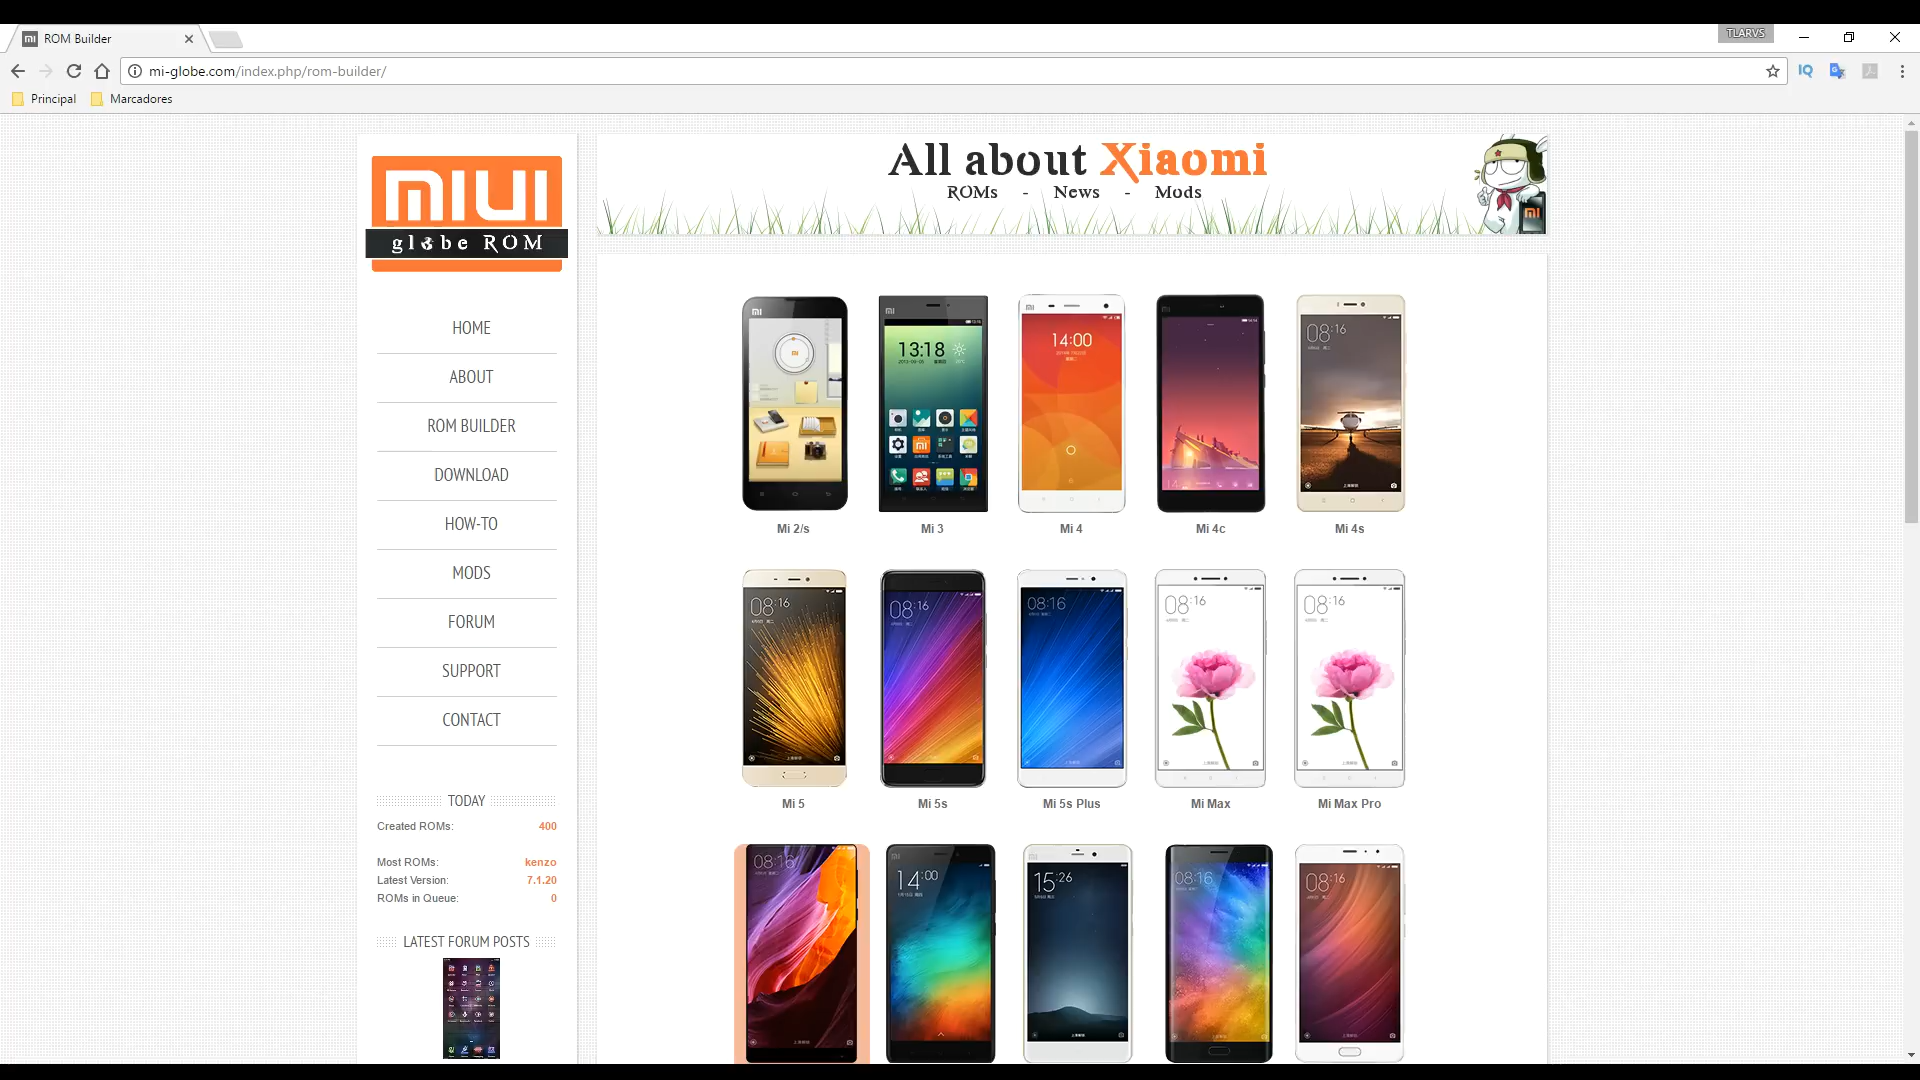 ROM Builder
TLARVS
mi-globe.com/index.php/rom-builder/
IQ
Principal
Marcadores
MIUI
globe ROM
All about Xiaomi
ROMs - News - Mods
HOME
ABOUT
ROM BUILDER
DOWNLOAD
HOW-TO
MODS
FORUM
SUPPORT
CONTACT
TODAY
Created ROMs: 400
Most ROMs: kenzo
Latest Version: 7.1.20
ROMs in Queue: 0
LATEST FORUM POSTS
13:18
14:00
08:16
Mi 2/s
Mi 3
Mi 4
Mi 4c
Mi 4s
08:16
08:16
08:16
08:16
08:16
Mi 5
Mi 5s
Mi 5s Plus
Mi Max
Mi Max Pro
08:16
14:00
15:26
08:16
08:16